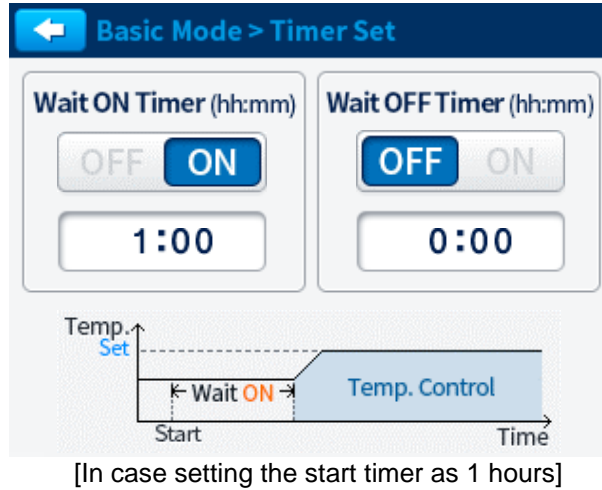 Basic Mode > Timer Set
Wait ON Timer (hh:mm)
OFF ON
1:00
Wait OFF Timer (hh:mm)
OFF ON
0:00
Temp.
Set
Wait ON
Temp. Control
Start
Time
[In case setting the start timer as 1 hours]